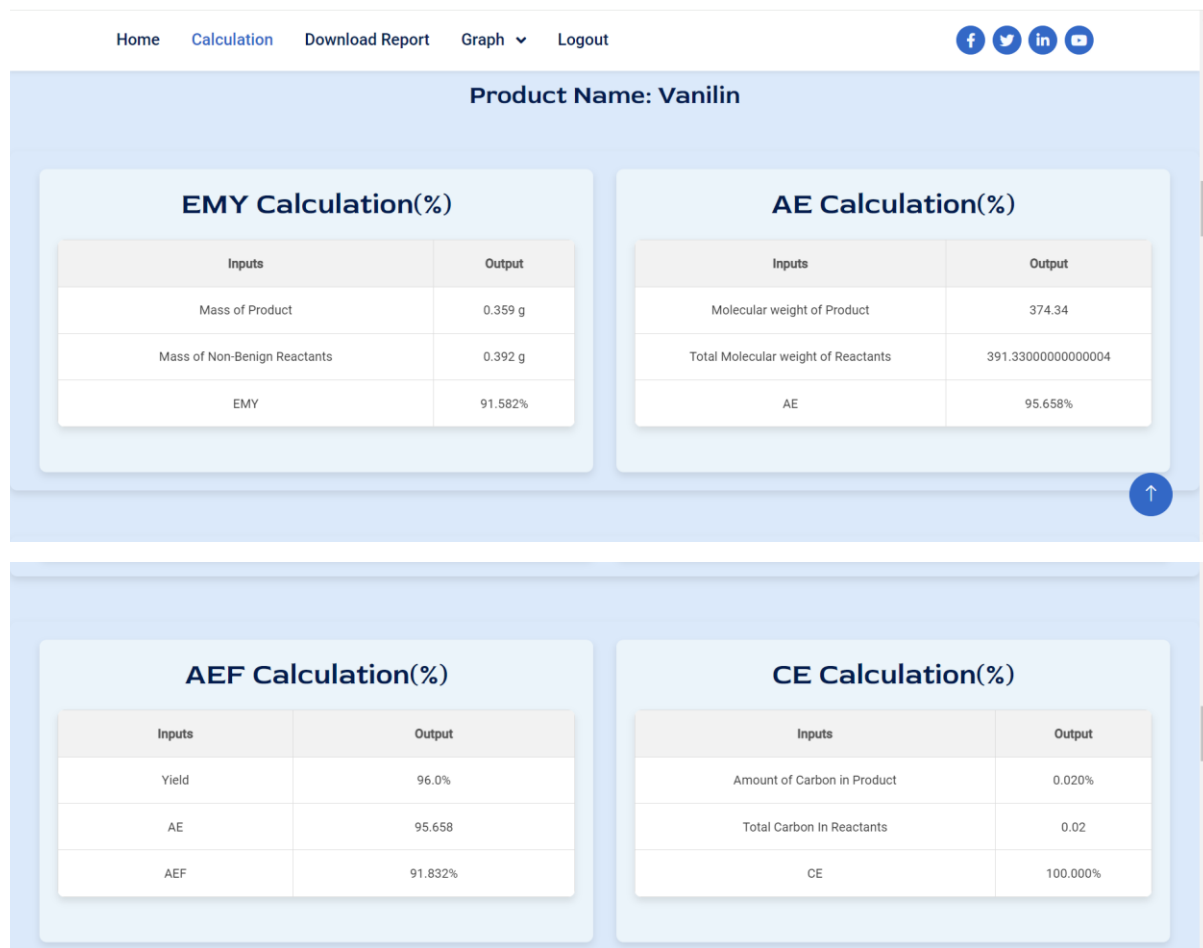 Home Calculation Download Report Graph Logout
Product Name: Vanilin
EMY Calculation(%)
Inputs Output
Mass of Product 0.359 g
Mass of Non-Benign Reactants 0.392 g
EMY 91.582%
AE Calculation(%)
Inputs Output
Molecular weight of Product 374.34
Total Molecular weight of Reactants 391.33000000000004
AE 95.658%
AEF Calculation(%)
Inputs Output
Yield 96.0%
AE 95.658
AEF 91.832%
CE Calculation(%)
Inputs Output
Amount of Carbon in Product 0.020%
Total Carbon In Reactants 0.02
CE 100.000%